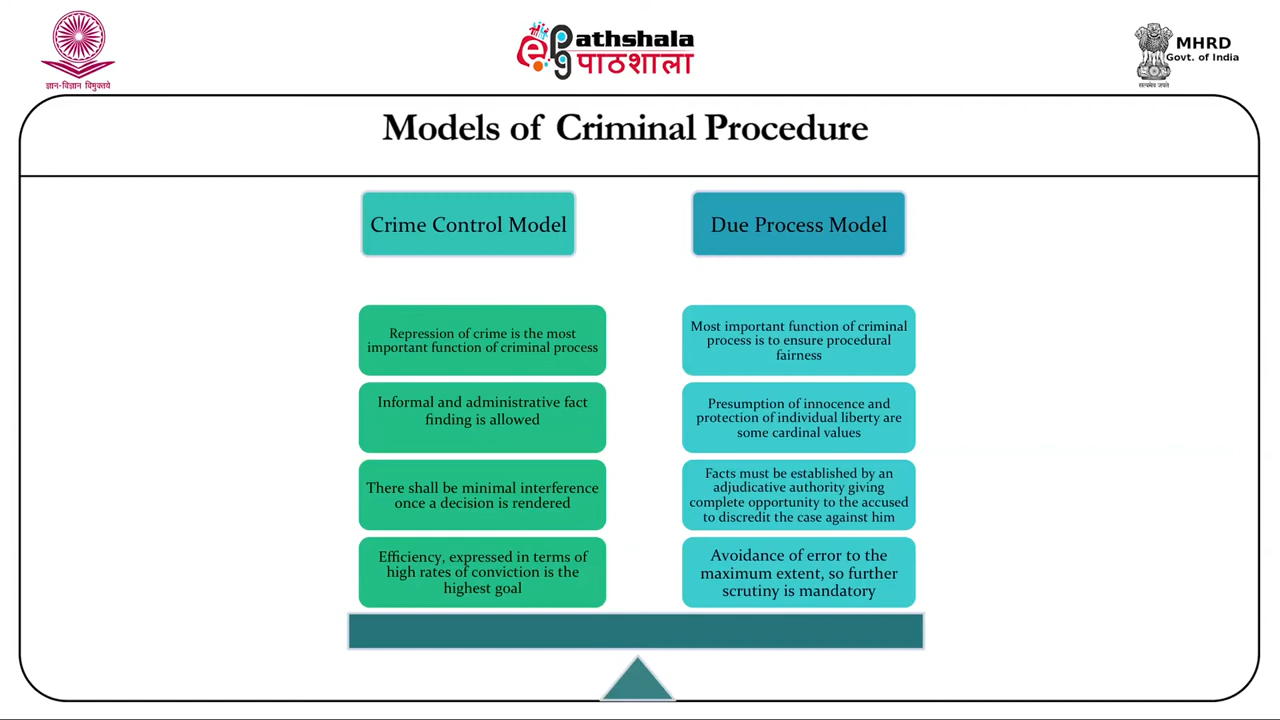 ज्ञान-विज्ञान विमुक्तये
ePG athshala
पाठशाला
MHRD
Govt. of India
सत्यमेव जयते
Models of Criminal Procedure
Crime Control Model
Repression of crime is the most
important function of criminal process
Informal and administrative fact
finding is allowed
There shall be minimal interference
once a decision is rendered
Efficiency, expressed in terms of
high rates of conviction is the
highest goal
Due Process Model
Most important function of criminal
process is to ensure procedural
fairness
Presumption of innocence and
protection of individual liberty are
some cardinal values
Facts must be established by an
adjudicative authority giving
complete opportunity to the accused
to discredit the case against him
Avoidance of error to the
maximum extent, so further
scrutiny is mandatory